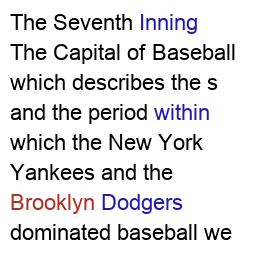 The Seventh Inning
The Capital of Baseball
which describes the s
and the period within
which the New York
Yankees and the
Brooklyn Dodgers
dominated baseball we